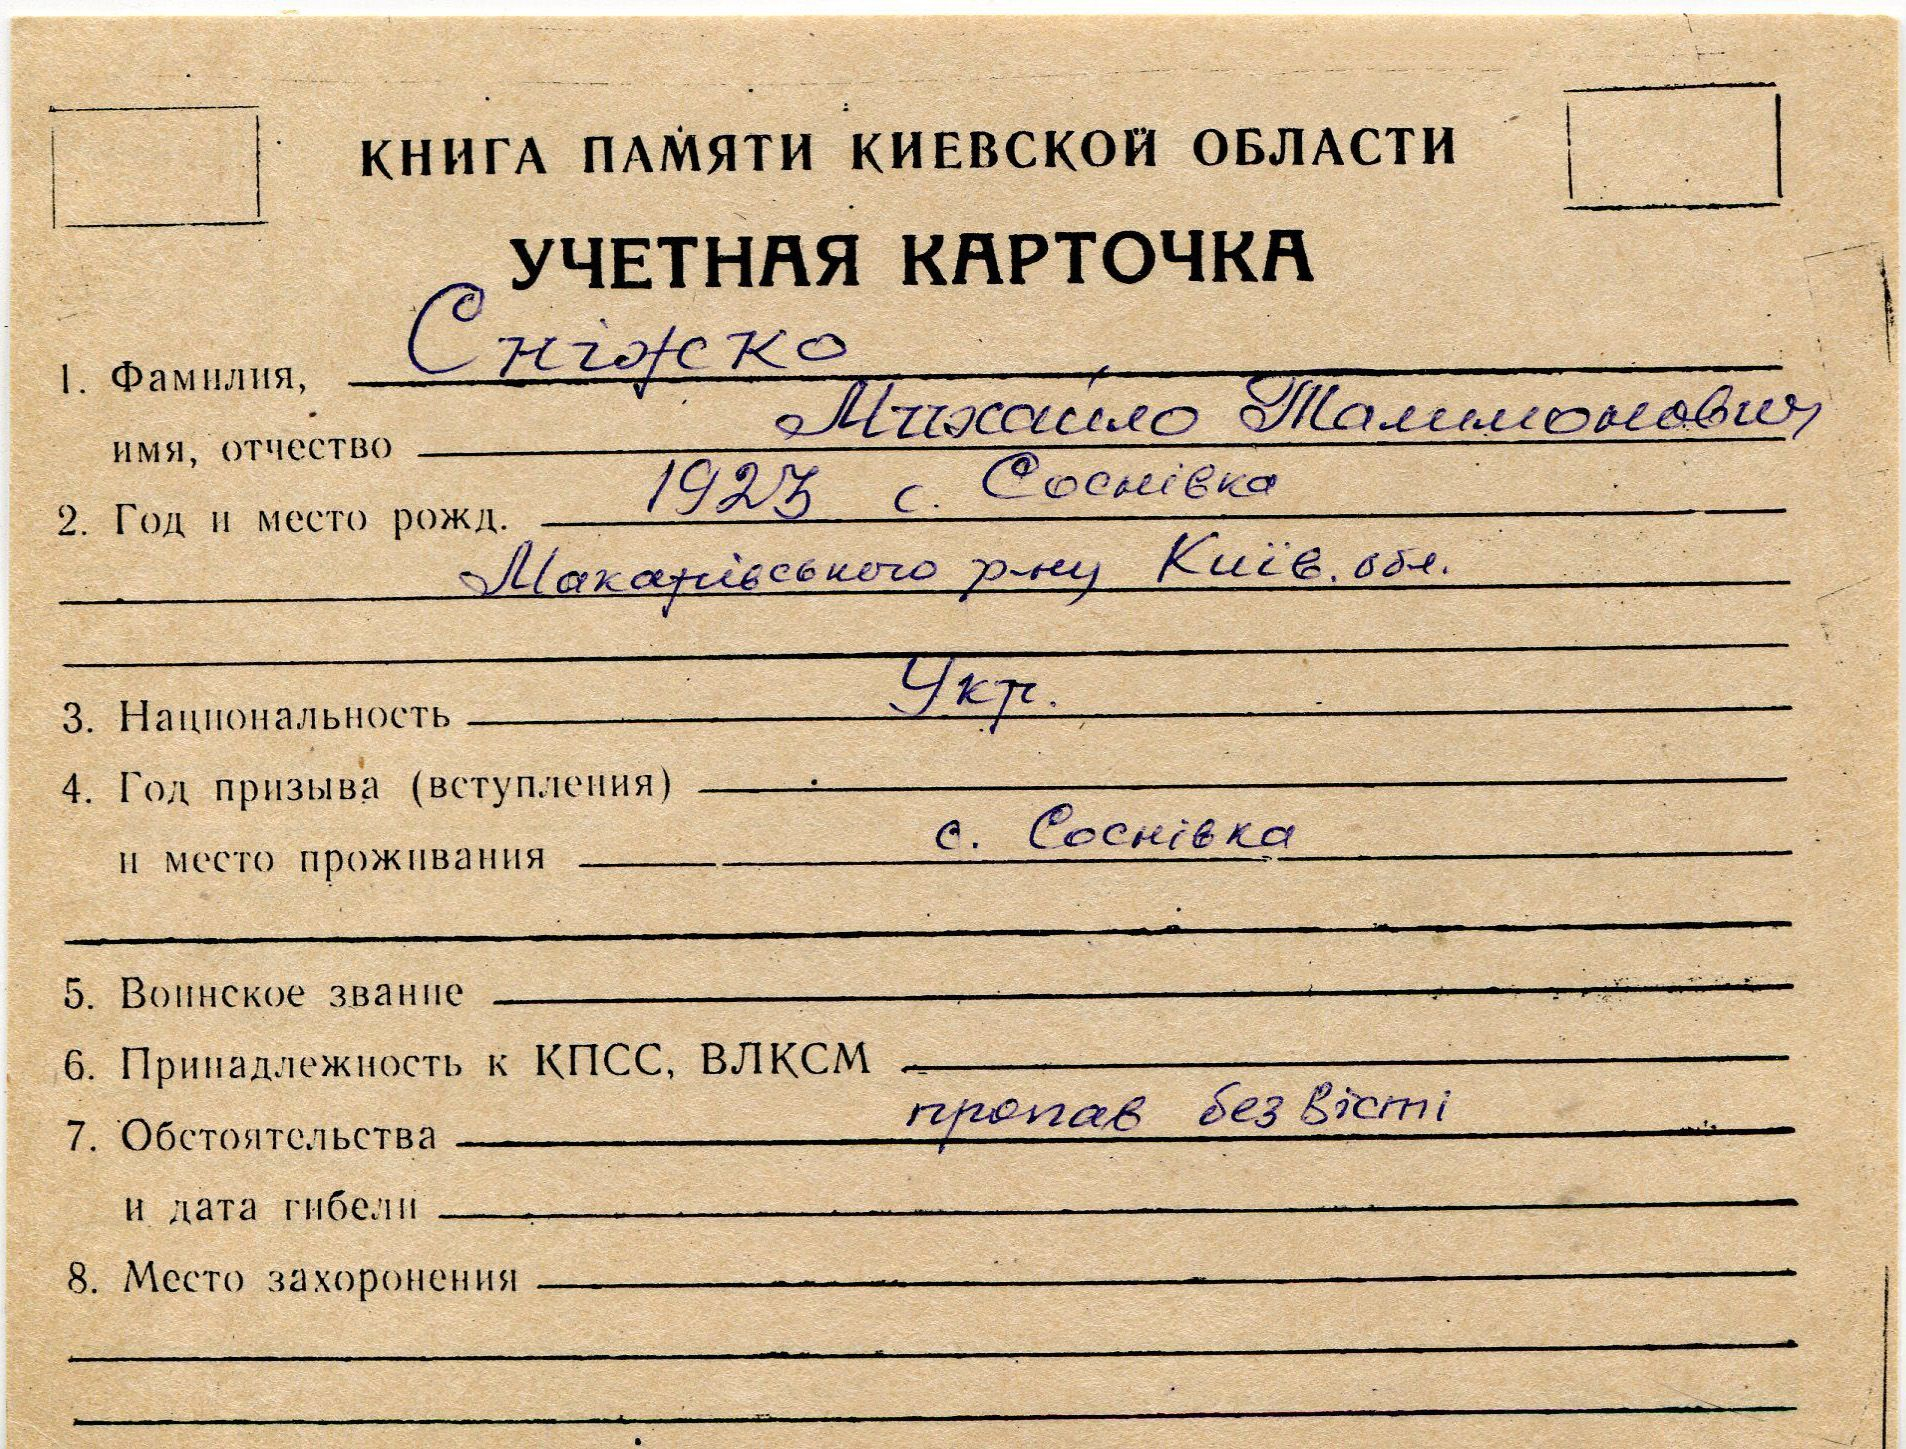 КНИГА ПАМЯТИ КИЕВСКОЙ ОБЛАСТИ
УЧЕТНАЯ КАРТОЧКА
1. Фамилия, Сніжко
имя, отчество Михайло Талимонович
2. Год и место рожд. 1923 с. Соснівка
Макарівського р-ну Київ. обл.
3. Национальность Укр.
4. Год призыва (вступления)
и место проживания с. Соснівка
5. Воинское звание
6. Принадлежность к КПСС, ВЛКСМ
7. Обстоятельства пропав без вісті
и дата гибели
8. Место захоронения